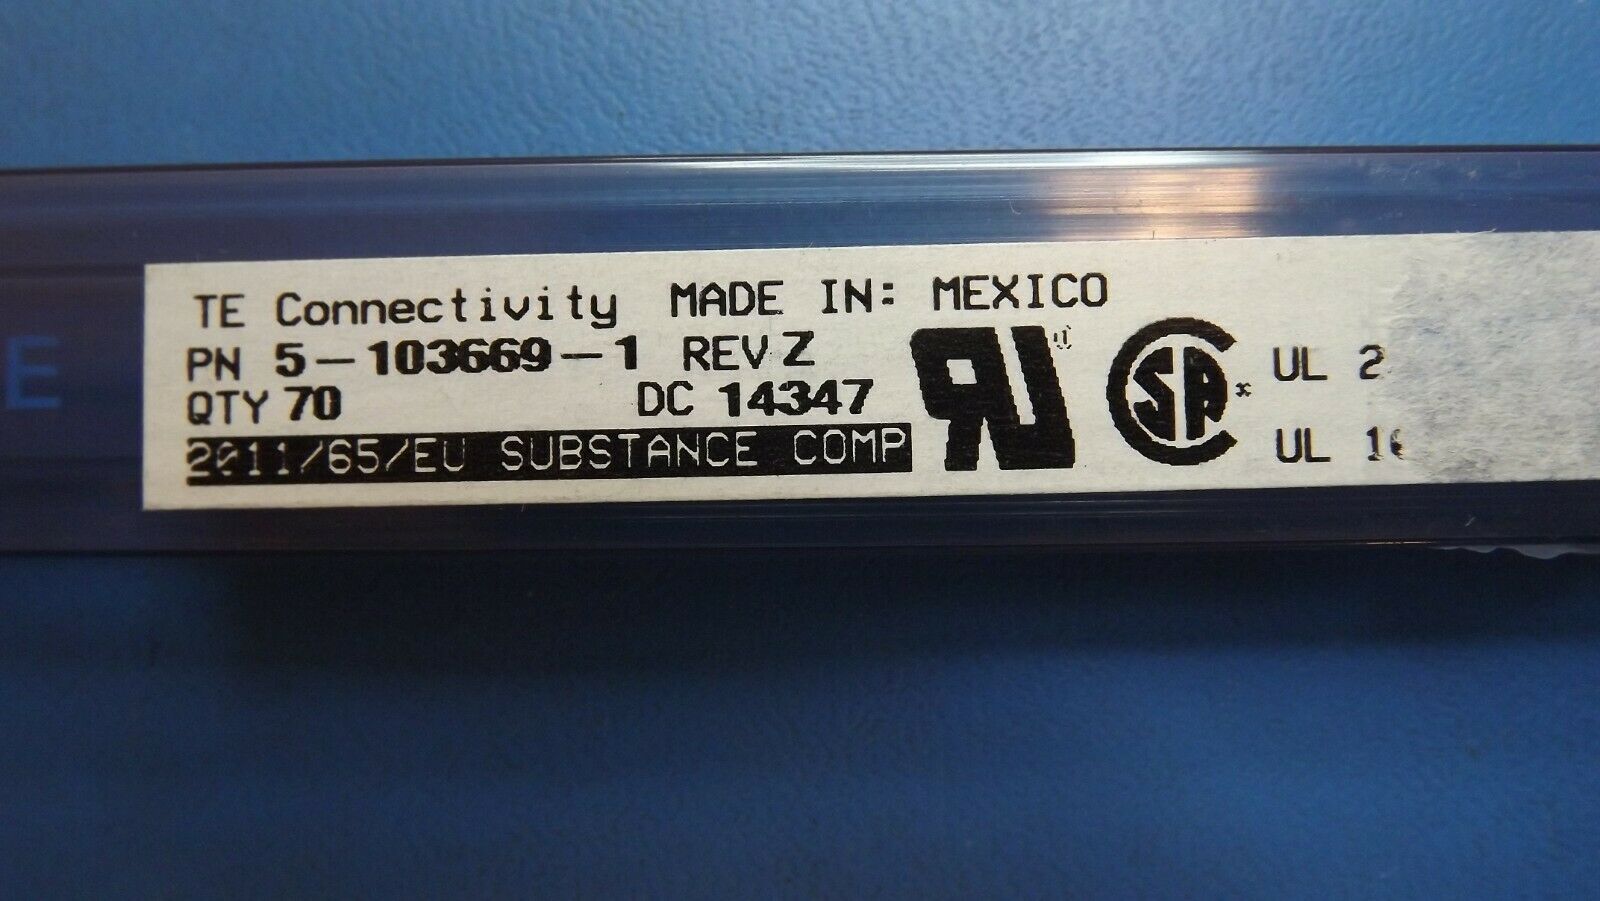 TE Connectivity MADE IN: MEXICO
PN 5-103669-1 REV Z
QTY 70 DC 14347
2011/65/EU SUBSTANCE COMP
SA
UL
UL
E